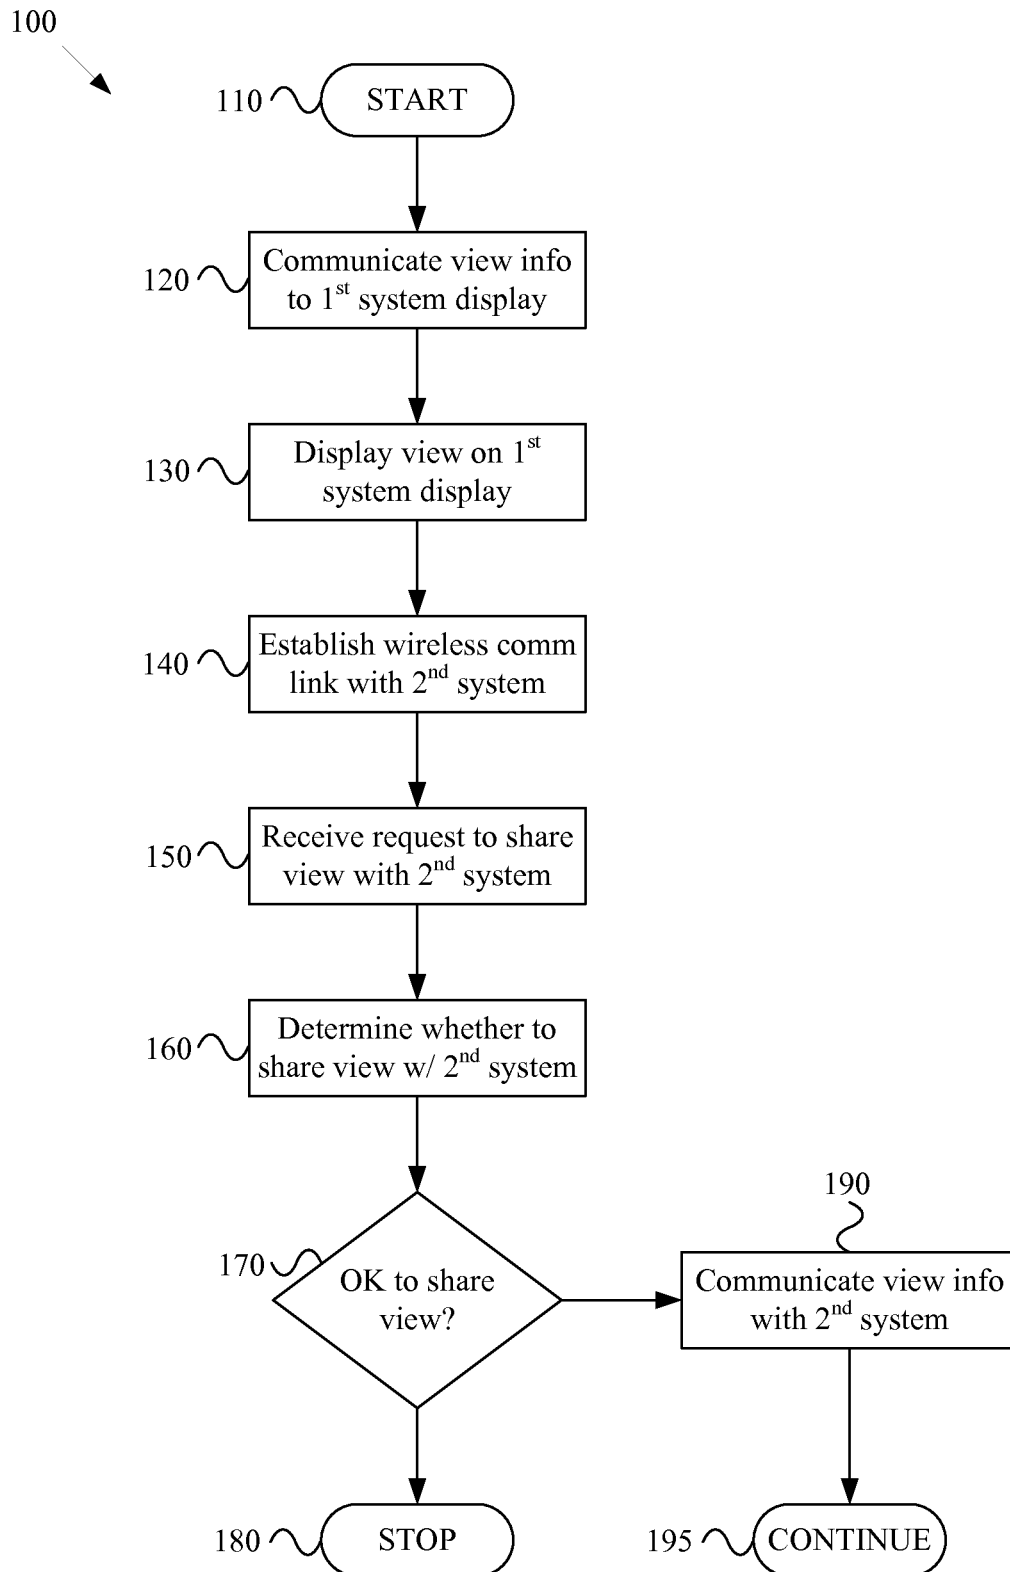 100
110
START
120
Communicate view info
to 1st system display
130
Display view on 1st
system display
140
Establish wireless comm
link with 2nd system
150
Receive request to share
view with 2nd system
160
Determine whether to
share view w/ 2nd system
170
OK to share
view?
190
Communicate view info
with 2nd system
180
STOP
195
CONTINUE